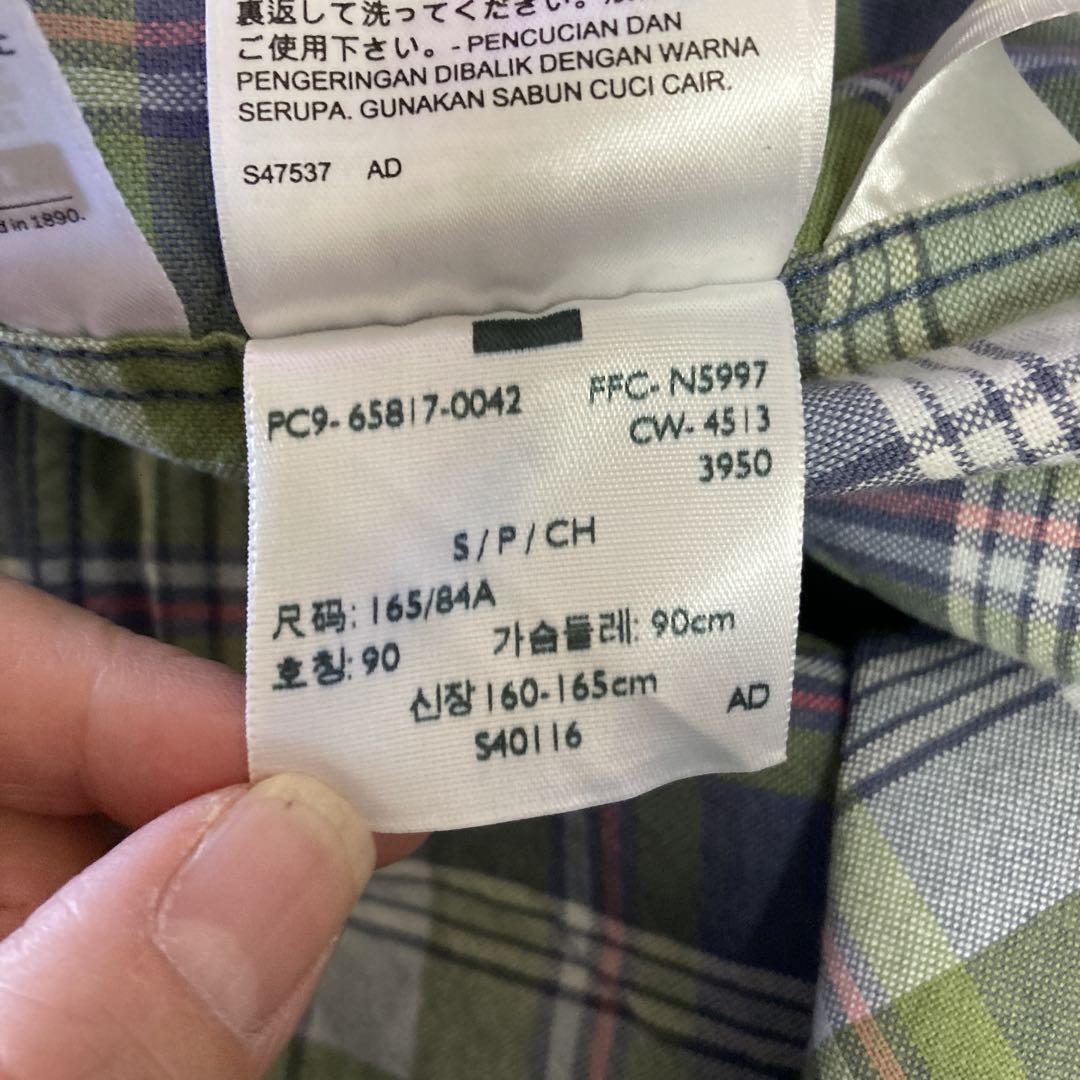 裏返して洗ってください。
ご使用下さい。- PENCUCIAN DAN
PENGERINGAN DIBALIK DENGAN WARNA
SERUPA. GUNAKAN SABUN CUCI CAIR.
S47537 AD
in 1890.
PC9-65817-0042 FFC-N5997
CW-4513
3950
S/P/CH
尺码: 165/84A
호칭: 90 가슴둘레: 90cm
신장 160-165cm AD
S40116